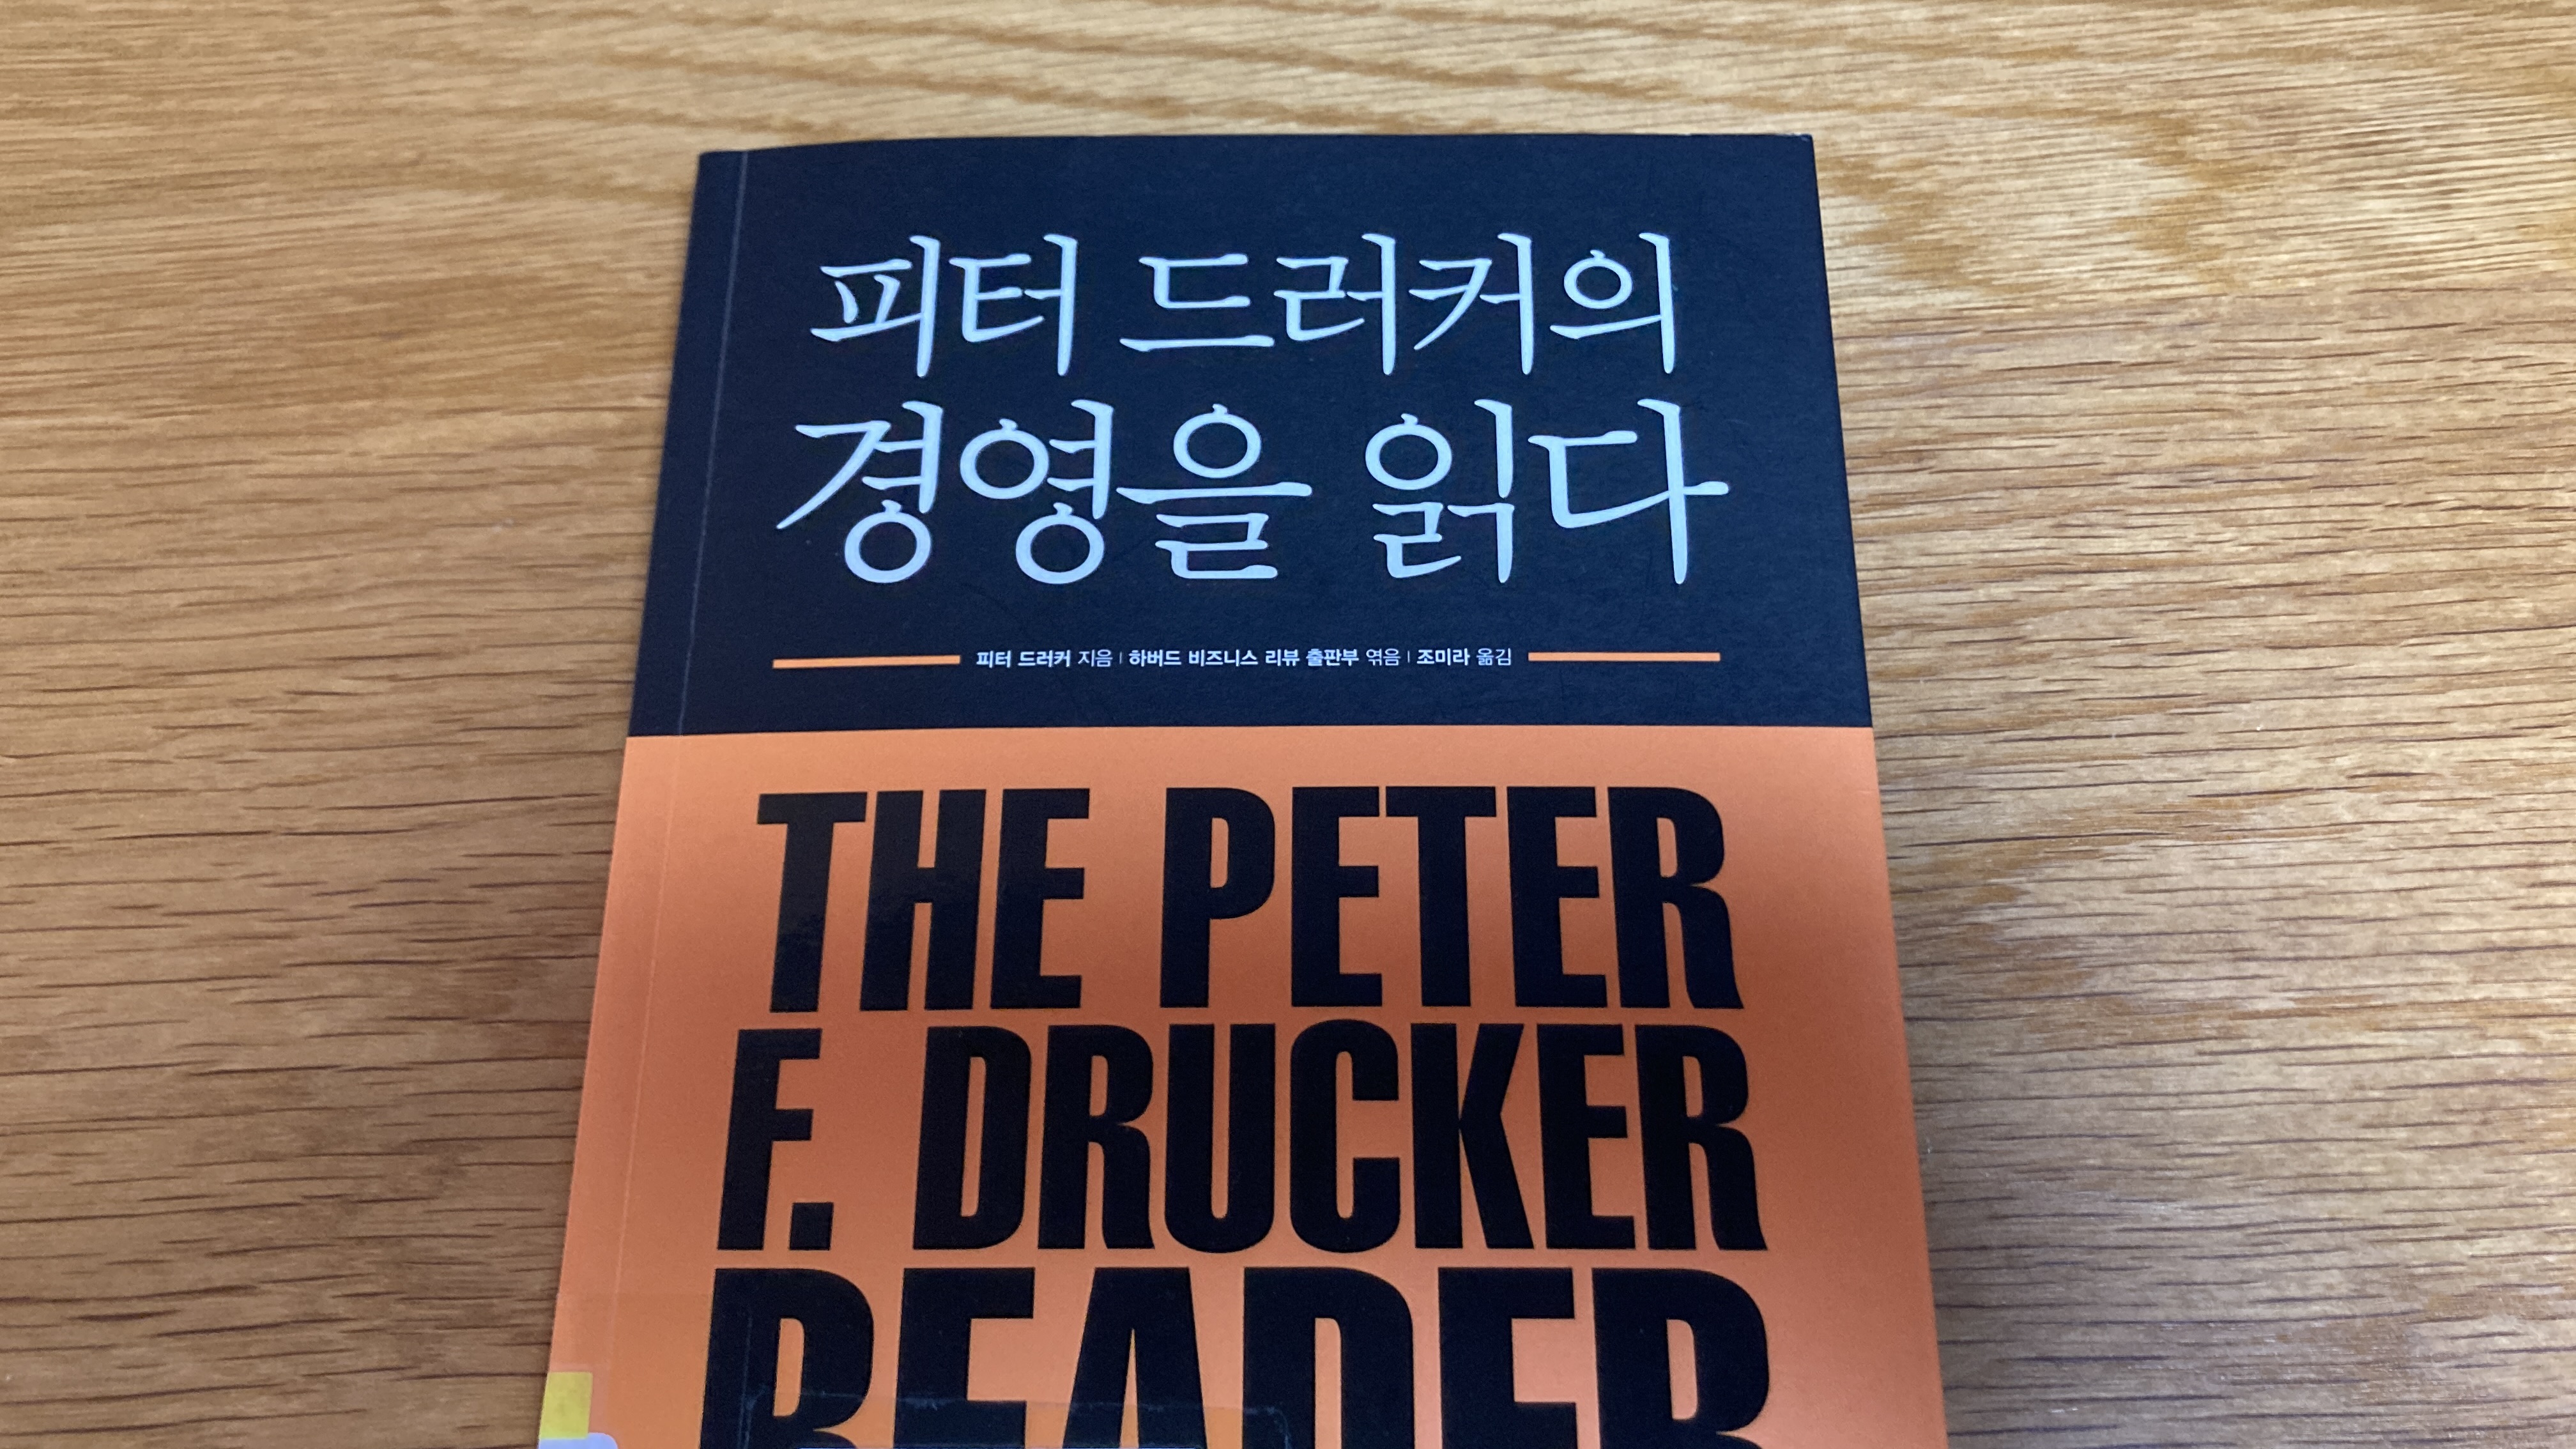 피터 드러커의
경영을 읽다
피터 드러커 지음 | 하버드 비즈니스 리뷰 출판부 엮음 | 조미라 옮김
THE PETER
F. DRUCKER
READER